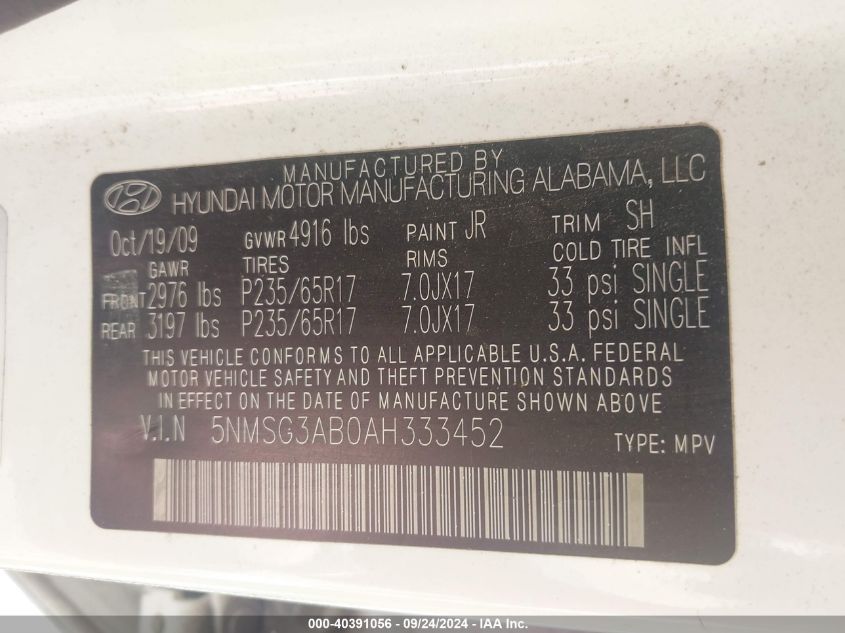 MANUFACTURED BY
HYUNDAI MOTOR MANUFACTURING ALABAMA, LLC
Oct/19/09 GVWR 4916 lbs PAINT JR TRIM SH
GAWR TIRES RIMS COLD TIRE INFL
FRONT 2976 lbs P235/65R17 7.0JX17 33 psi SINGLE
REAR 3197 lbs P235/65R17 7.0JX17 33 psi SINGLE
THIS VEHICLE CONFORMS TO ALL APPLICABLE U.S.A. FEDERAL
MOTOR VEHICLE SAFETY AND THEFT PREVENTION STANDARDS
IN EFFECT ON THE DATE OF MANUFACTURE SHOWN ABOVE
V.I.N 5NMSG3AB0AH333452 TYPE: MPV
000-40391056 - 09/24/2024 - IAA Inc.